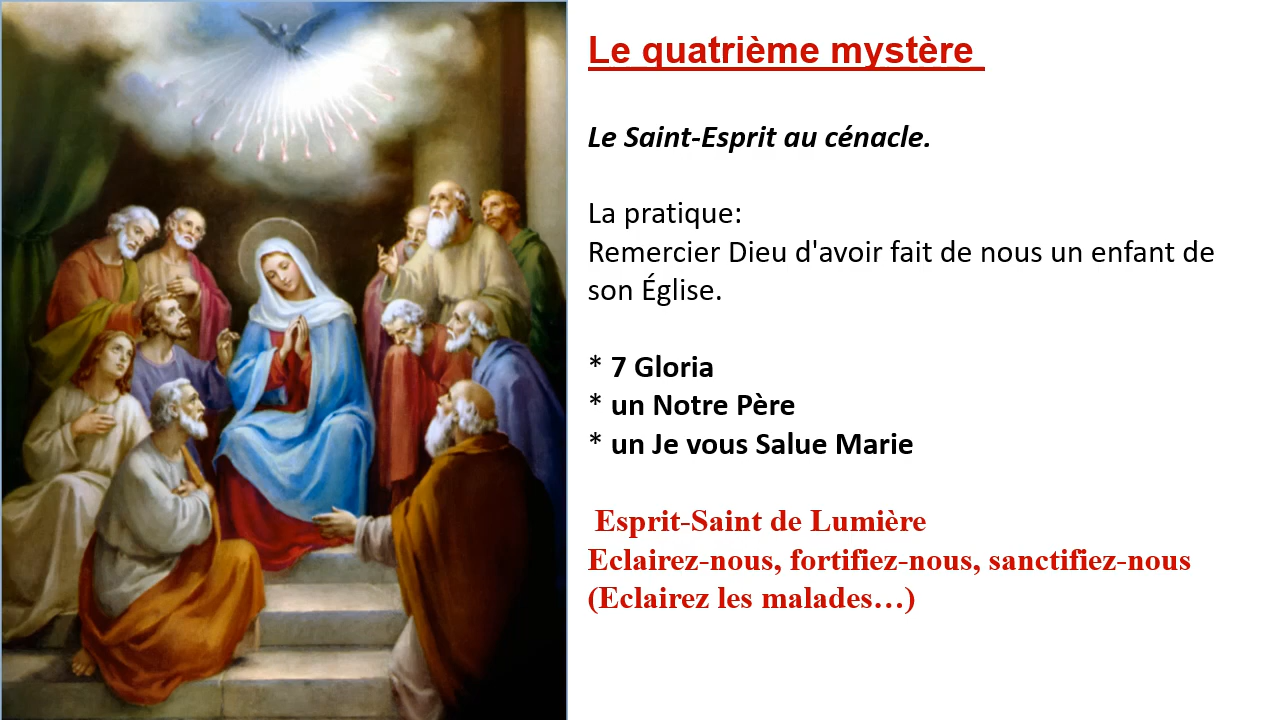 Le quatrième mystère
Le Saint-Esprit au cénacle.
La pratique:
Remercier Dieu d'avoir fait de nous un enfant de
son Église.
* 7 Gloria
* un Notre Père
* un Je vous Salue Marie
Esprit-Saint de Lumière
Eclairez-nous, fortifiez-nous, sanctifiez-nous
(Eclairez les malades…)